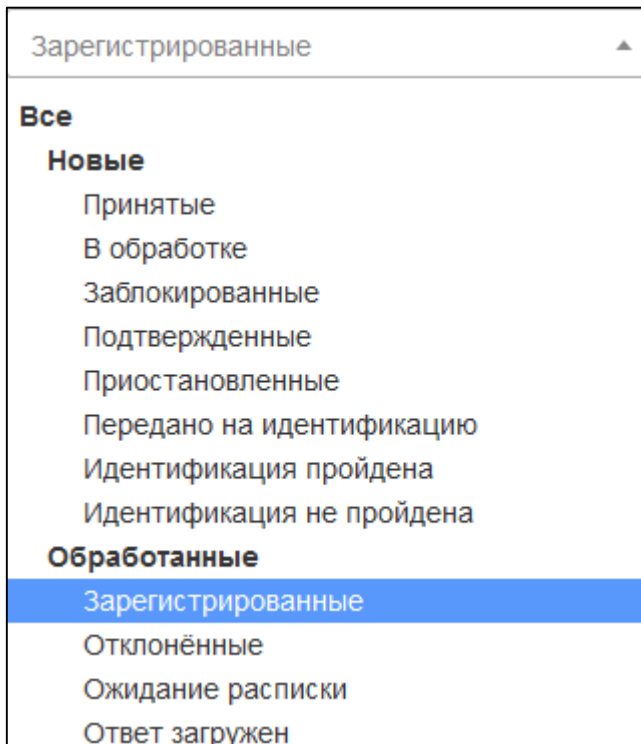 Зарегистрированные
Все
Новые
Принятые
В обработке
Заблокированные
Подтвержденные
Приостановленные
Передано на идентификацию
Идентификация пройдена
Идентификация не пройдена
Обработанные
Зарегистрированные
Отклонённые
Ожидание расписки
Ответ загружен